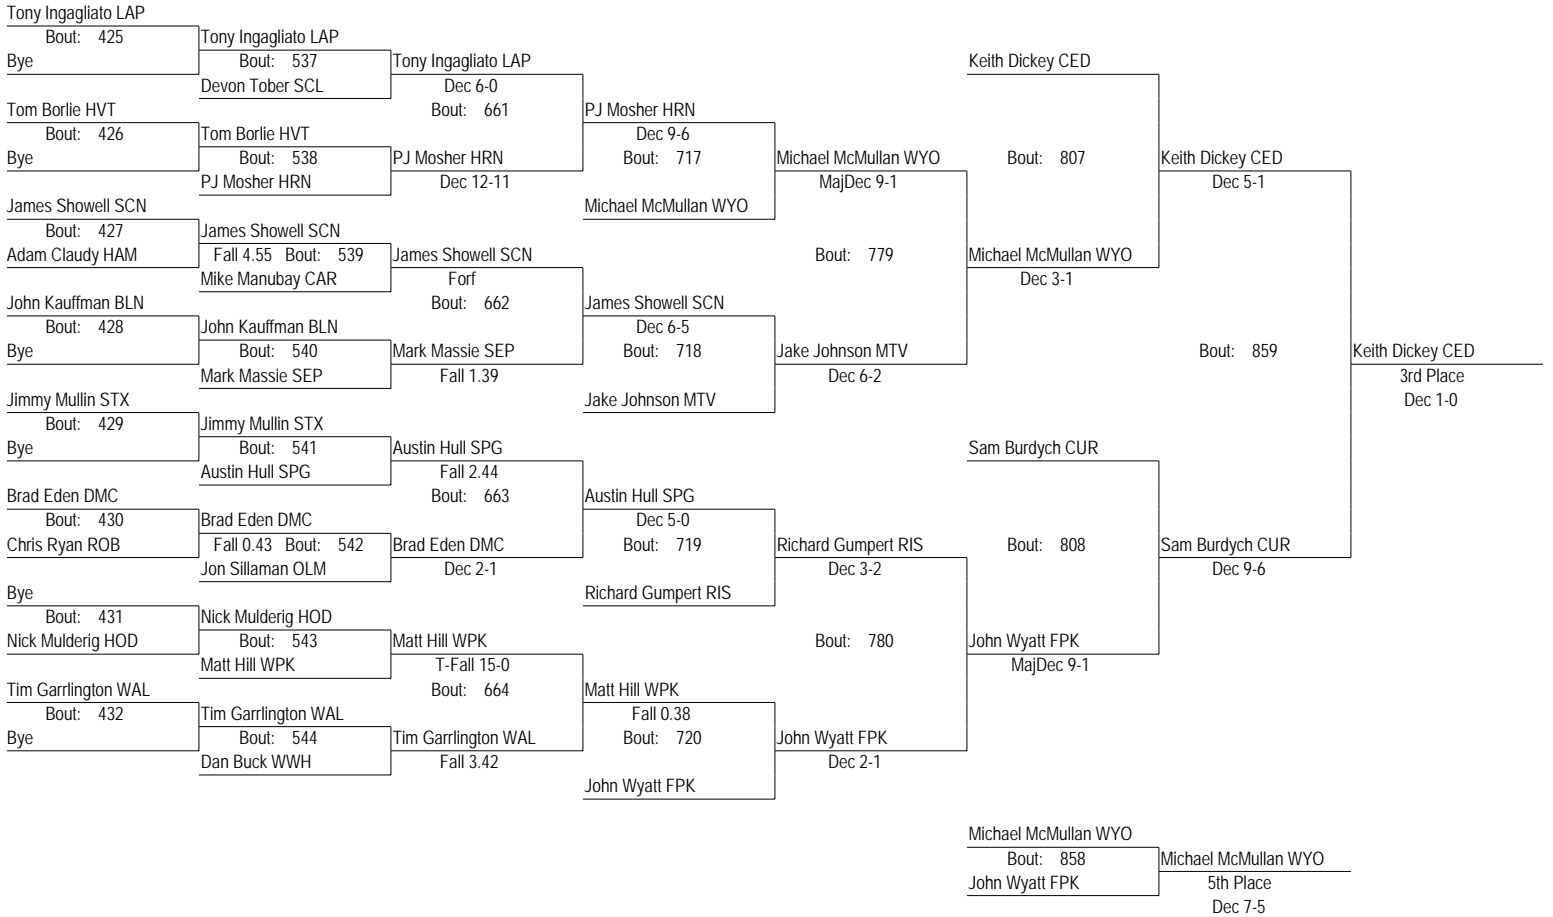 Tony Ingagliato LAP
Bout: 425
Bye
Tom Borlie HVT
Bout: 426
Bye
James Showell SCN
Bout: 427
Adam Claudy HAM
John Kauffman BLN
Bout: 428
Bye
Jimmy Mullin STX
Bout: 429
Bye
Brad Eden DMC
Bout: 430
Chris Ryan ROB
Bye
Bout: 431
Nick Mulderig HOD
Tim Garrlington WAL
Bout: 432
Bye
Tony Ingagliato LAP
Bout: 537
Devon Tober SCL
Tom Borlie HVT
Bout: 538
PJ Mosher HRN
James Showell SCN
Fall 4.55 Bout: 539
Mike Manubay CAR
John Kauffman BLN
Bout: 540
Mark Massie SEP
Jimmy Mullin STX
Bout: 541
Austin Hull SPG
Brad Eden DMC
Fall 0.43 Bout: 542
Jon Sillaman OLM
Nick Mulderig HOD
Bout: 543
Matt Hill WPK
Tim Garrlington WAL
Bout: 544
Dan Buck WWH
Tony Ingagliato LAP
Dec 6-0
Bout: 661
PJ Mosher HRN
Dec 12-11
James Showell SCN
Forf
Bout: 662
Mark Massie SEP
Fall 1.39
Austin Hull SPG
Fall 2.44
Bout: 663
Brad Eden DMC
Dec 2-1
Matt Hill WPK
T-Fall 15-0
Bout: 664
Tim Garrlington WAL
Fall 3.42
PJ Mosher HRN
Dec 9-6
Bout: 717
Michael McMullan WYO
James Showell SCN
Dec 6-5
Bout: 718
Jake Johnson MTV
Austin Hull SPG
Dec 5-0
Bout: 719
Richard Gumpert RIS
Matt Hill WPK
Fall 0.38
Bout: 720
John Wyatt FPK
Michael McMullan WYO
MajDec 9-1
Bout: 779
Jake Johnson MTV
Dec 6-2
Richard Gumpert RIS
Dec 3-2
Bout: 780
John Wyatt FPK
Dec 2-1
Keith Dickey CED
Bout: 807
Michael McMullan WYO
Dec 3-1
Sam Burdych CUR
Bout: 808
John Wyatt FPK
MajDec 9-1
Keith Dickey CED
Dec 5-1
Bout: 859
Sam Burdych CUR
Dec 9-6
Keith Dickey CED
3rd Place
Dec 1-0
Michael McMullan WYO
Bout: 858
John Wyatt FPK
Michael McMullan WYO
5th Place
Dec 7-5